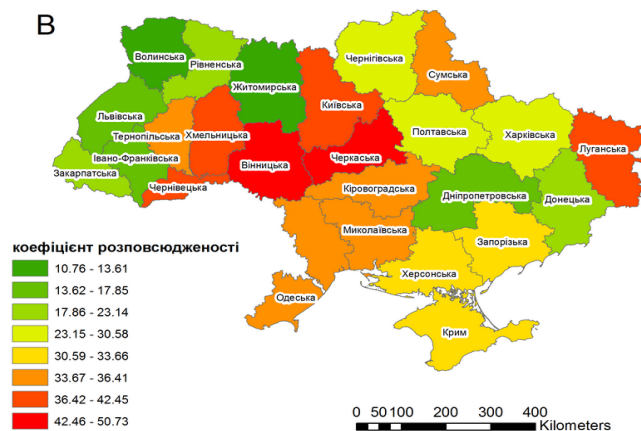 В
Волинська
Рівненська
Житомирська
Чернігівська
Сумська
Київська
Львівська
Тернопільська
Хмельницька
Полтавська
Харківська
Луганська
Івано-Франківська
Закарпатська
Вінницька
Черкаська
Чернівецька
Кіровоградська
Дніпропетровська
Донецька
Миколаївська
Запорізька
Херсонська
Одеська
Крим
коефіцієнт розповсюдженості
10.76 - 13.61
13.62 - 17.85
17.86 - 23.14
23.15 - 30.58
30.59 - 33.66
33.67 - 36.41
36.42 - 42.45
42.46 - 50.73
0 50 100 200 300 400
Kilometers